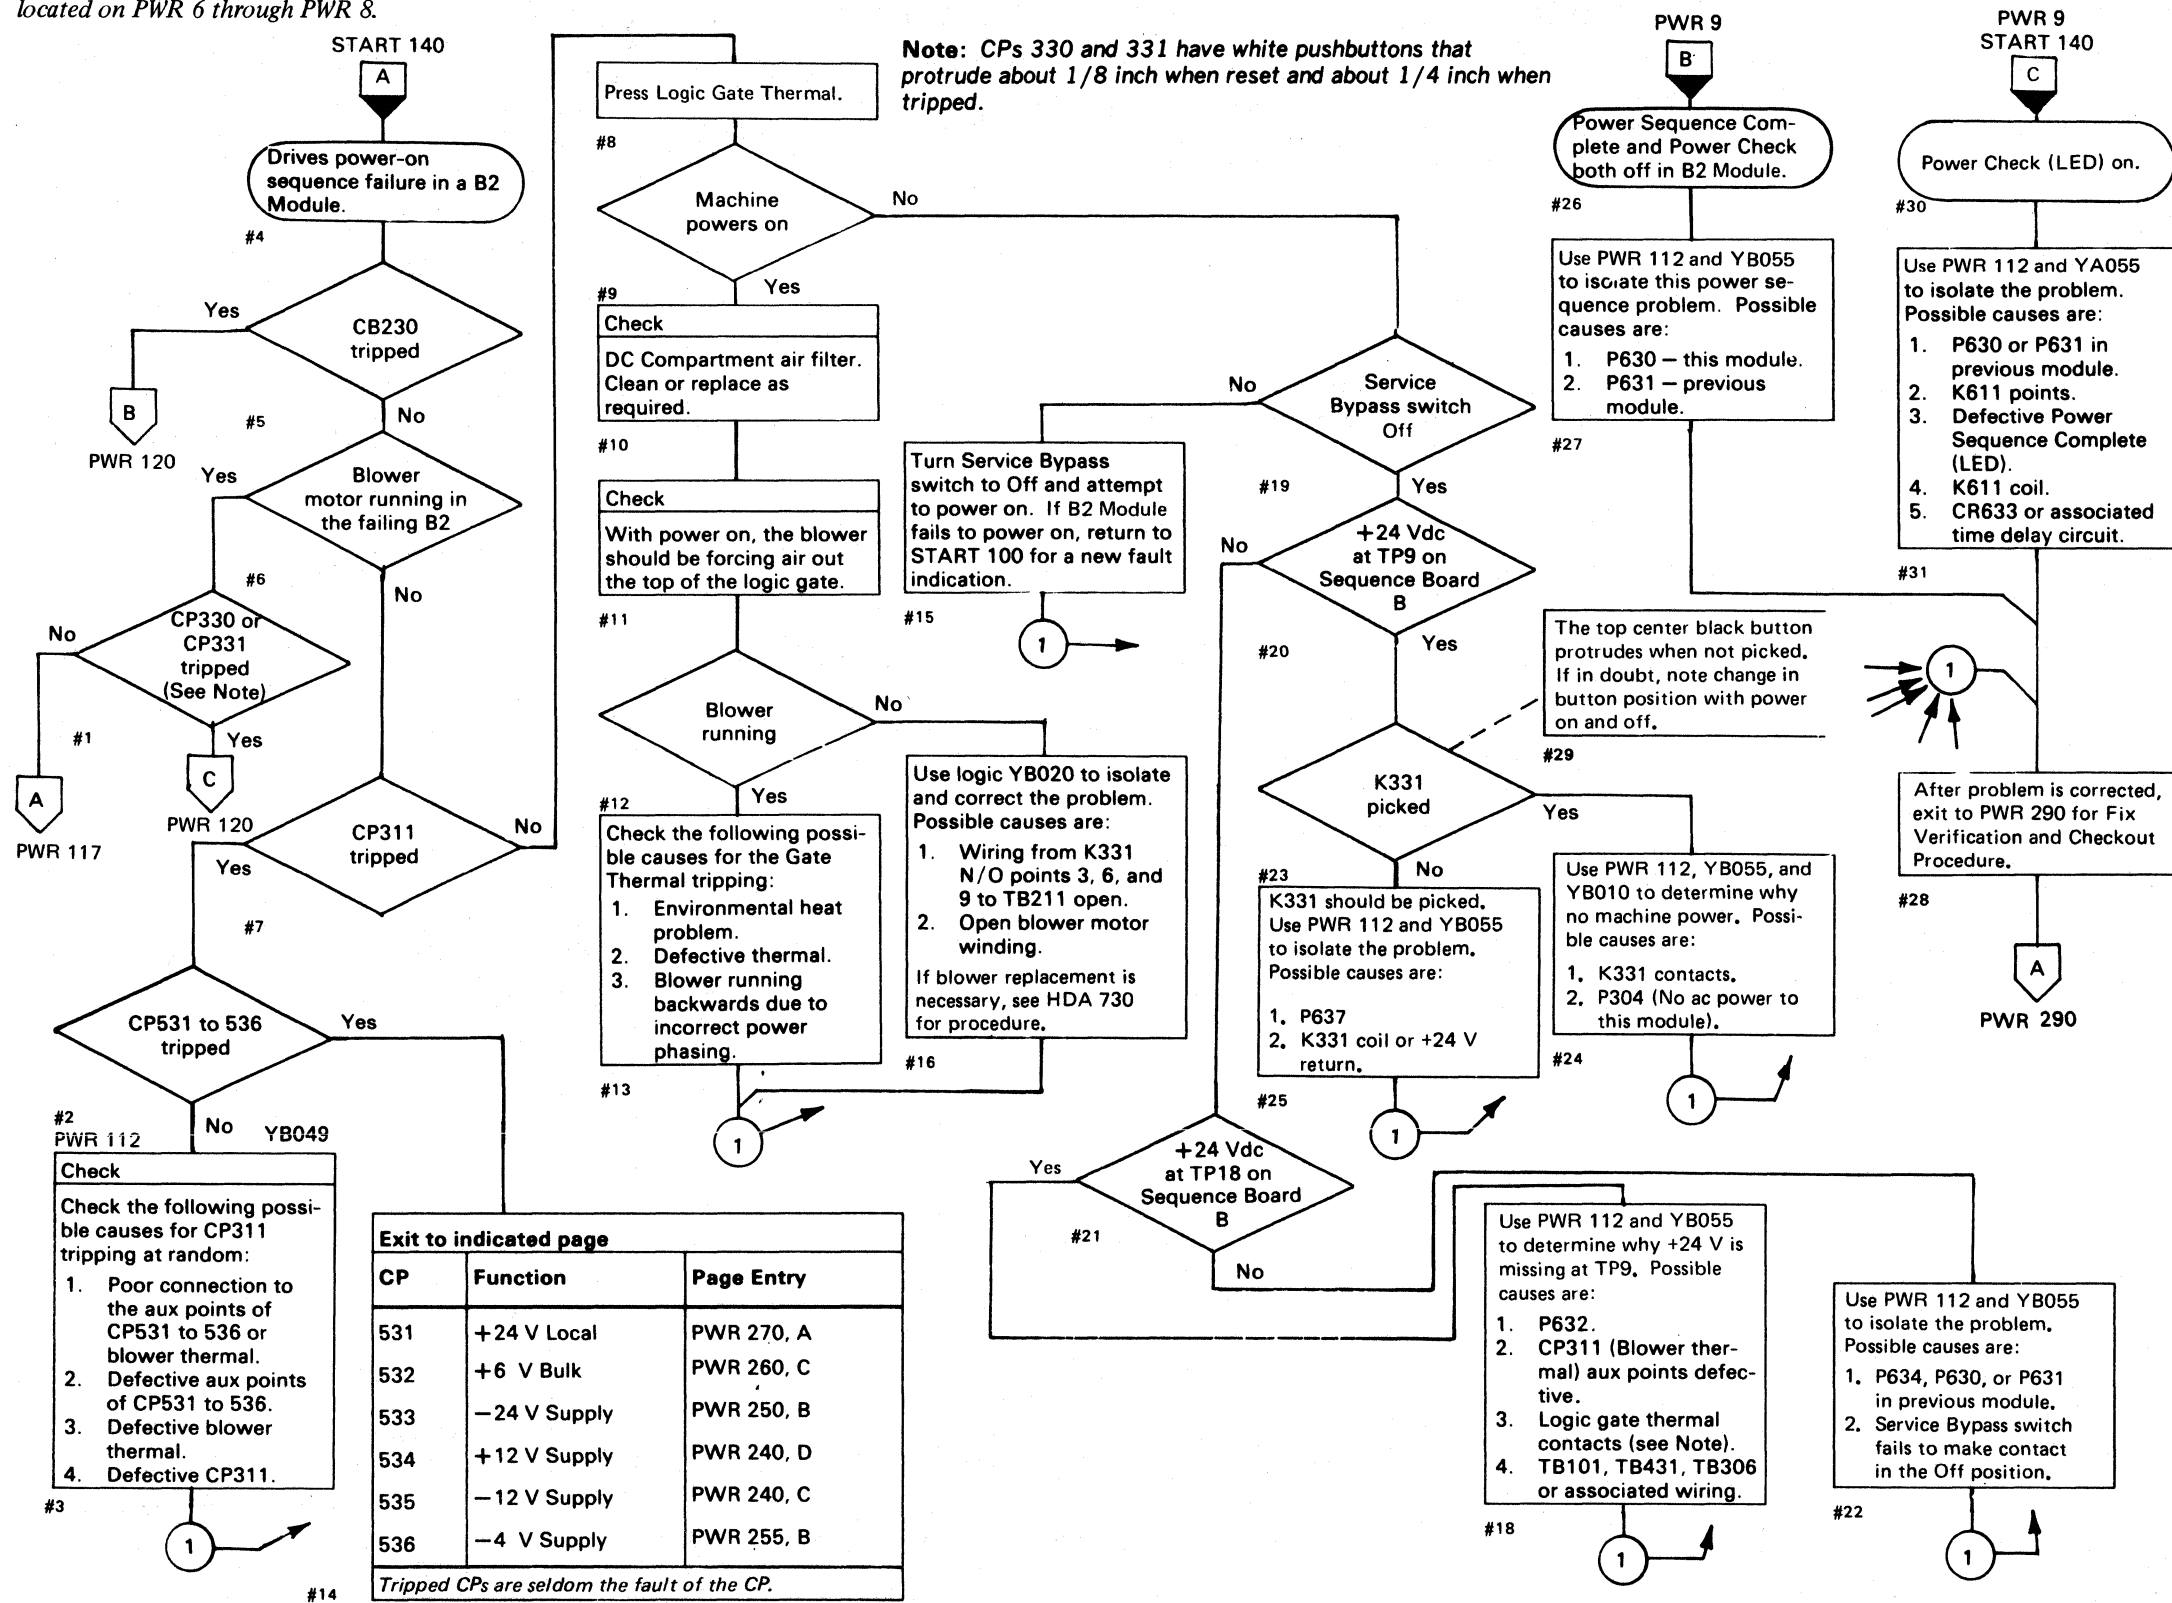 located on PWR 6 through PWR 8.
START 140
A
Drives power-on
sequence failure in a B2
Module.
#4
CB230
tripped
Yes
No
B
PWR 120
#5
Blower
motor running in
the failing B2
Yes
No
#6
CP330 or
CP331
tripped
(See Note)
No
Yes
#1
A
PWR 117
C
PWR 120
CP311
tripped
No
Yes
#7
CP531 to 536
tripped
Yes
No
#2
PWR 112
YB049
Check
Check the following possi-
ble causes for CP311
tripping at random:
1. Poor connection to
the aux points of
CP531 to 536 or
blower thermal.
2. Defective aux points
of CP531 to 536.
3. Defective blower
thermal.
4. Defective CP311.
#3
1
#14
Exit to indicated page
CP Function Page Entry
531 +24 V Local PWR 270, A
532 +6 V Bulk PWR 260, C
533 −24 V Supply PWR 250, B
534 +12 V Supply PWR 240, D
535 −12 V Supply PWR 240, C
536 −4 V Supply PWR 255, B
Tripped CPs are seldom the fault of the CP.
Press Logic Gate Thermal.
#8
Machine
powers on
No
Yes
#9
Check
DC Compartment air filter.
Clean or replace as
required.
#10
Check
With power on, the blower
should be forcing air out
the top of the logic gate.
#11
Blower
running
No
Yes
#12
Check the following possi-
ble causes for the Gate
Thermal tripping:
1. Environmental heat
problem.
2. Defective thermal.
3. Blower running
backwards due to
incorrect power
phasing.
#13
1
Note: CPs 330 and 331 have white pushbuttons that
protrude about 1/8 inch when reset and about 1/4 inch when
tripped.
Service
Bypass switch
Off
No
Yes
#19
Turn Service Bypass
switch to Off and attempt
to power on. If B2 Module
fails to power on, return to
START 100 for a new fault
indication.
#15
1
Use logic YB020 to isolate
and correct the problem.
Possible causes are:
1. Wiring from K331
N/O points 3, 6, and
9 to TB211 open.
2. Open blower motor
winding.
If blower replacement is
necessary, see HDA 730
for procedure.
#16
+24 Vdc
at TP9 on
Sequence Board
B
No
Yes
#20
K331
picked
Yes
No
#23
K331 should be picked.
Use PWR 112 and YB055
to isolate the problem.
Possible causes are:
1. P637
2. K331 coil or +24 V
return.
#25
1
+24 Vdc
at TP18 on
Sequence Board
B
Yes
No
#21
Use PWR 112 and YB055
to determine why +24 V is
missing at TP9. Possible
causes are:
1. P632.
2. CP311 (Blower ther-
mal) aux points defec-
tive.
3. Logic gate thermal
contacts (see Note).
4. TB101, TB431, TB306
or associated wiring.
#18
1
PWR 9
B
Power Sequence Com-
plete and Power Check
both off in B2 Module.
#26
Use PWR 112 and YB055
to isolate this power se-
quence problem. Possible
causes are:
1. P630 — this module.
2. P631 — previous
module.
#27
The top center black button
protrudes when not picked.
If in doubt, note change in
button position with power
on and off.
#29
Use PWR 112, YB055, and
YB010 to determine why
no machine power. Possi-
ble causes are:
1. K331 contacts.
2. P304 (No ac power to
this module).
#24
1
PWR 9
START 140
C
Power Check (LED) on.
#30
Use PWR 112 and YA055
to isolate the problem.
Possible causes are:
1. P630 or P631 in
previous module.
2. K611 points.
3. Defective Power
Sequence Complete
(LED).
4. K611 coil.
5. CR633 or associated
time delay circuit.
#31
1
After problem is corrected,
exit to PWR 290 for Fix
Verification and Checkout
Procedure.
#28
A
PWR 290
Use PWR 112 and YB055
to isolate the problem.
Possible causes are:
1. P634, P630, or P631
in previous module.
2. Service Bypass switch
fails to make contact
in the Off position.
#22
1